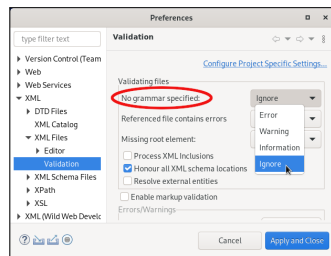 Preferences
type filter text
Validation
Version Control (Team
Web
Web Services
XML
DTD Files
XML Catalog
XML Files
Editor
Validation
XML Schema Files
XPath
XSL
XML (Wild Web Develo
Configure Project Specific Settings...
Validating files
No grammar specified:
Ignore
Referenced file contains errors
Missing root element:
Error
Warning
Information
Ignore
Process XML Inclusions
Honour all XML schema locations
Resolve external entities
Enable markup validation
Errors/Warnings
Cancel
Apply and Close